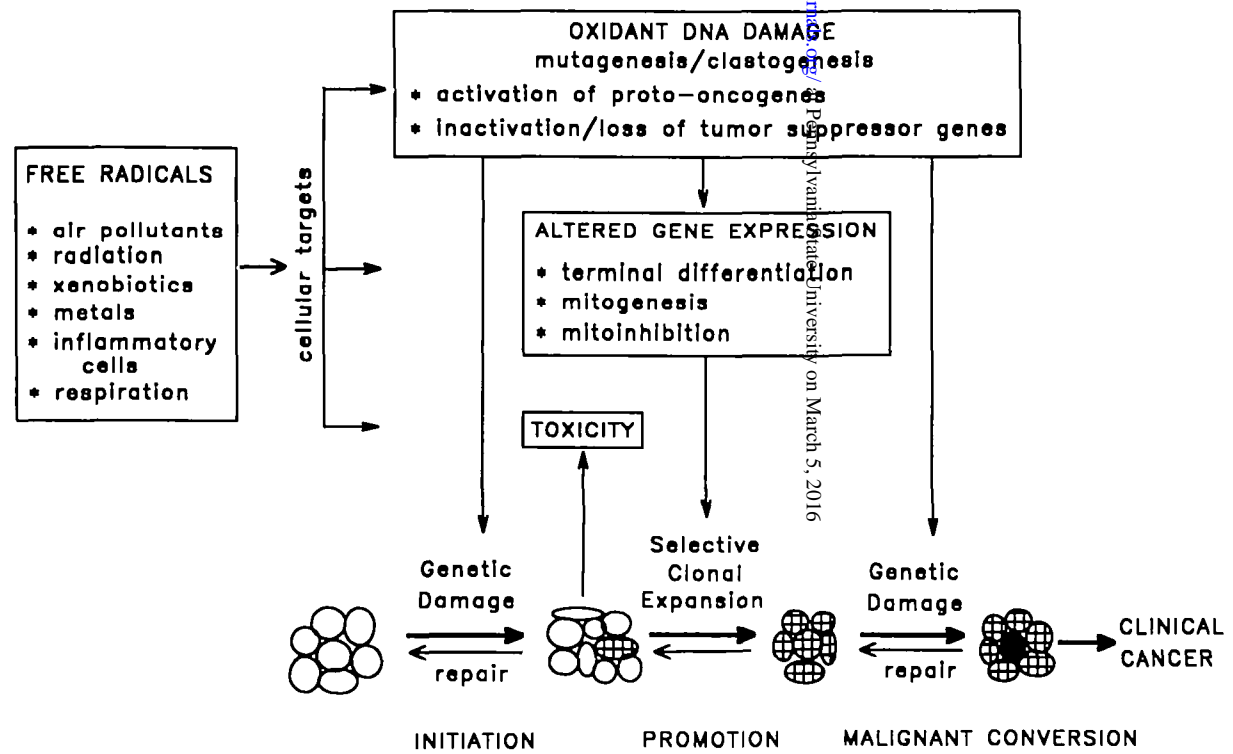 OXIDANT DNA DAMAGE
mutagenesis/clastogenesis
* activation of proto-oncogenes
* inactivation/loss of tumor suppressor genes
FREE RADICALS
* air pollutants
* radiation
* xenobiotics
* metals
* inflammatory
cells
* respiration
cellular targets
ALTERED GENE EXPRESSION
* terminal differentiation
* mitogenesis
* mitoinhibition
TOXICITY
Genetic
Damage
repair
Selective
Clonal
Expansion
Genetic
Damage
repair
CLINICAL
CANCER
INITIATION
PROMOTION
MALIGNANT CONVERSION
rnals.org/ at Pennsylvania State University on March 5, 2016